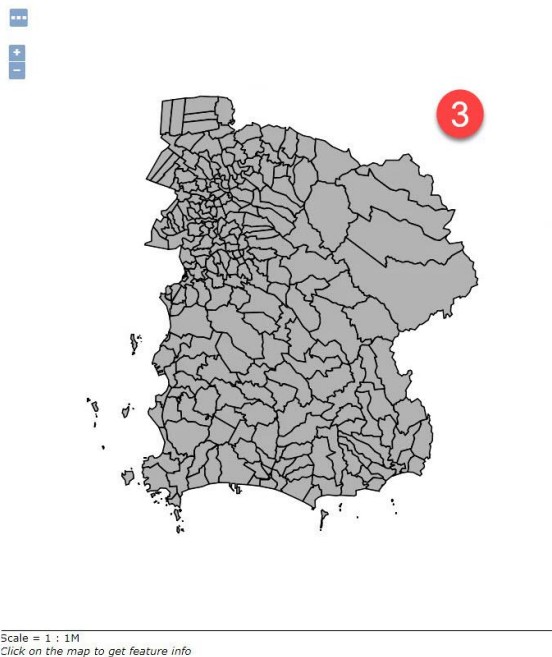 ...
+
−
3
Scale = 1 : 1M
Click on the map to get feature info